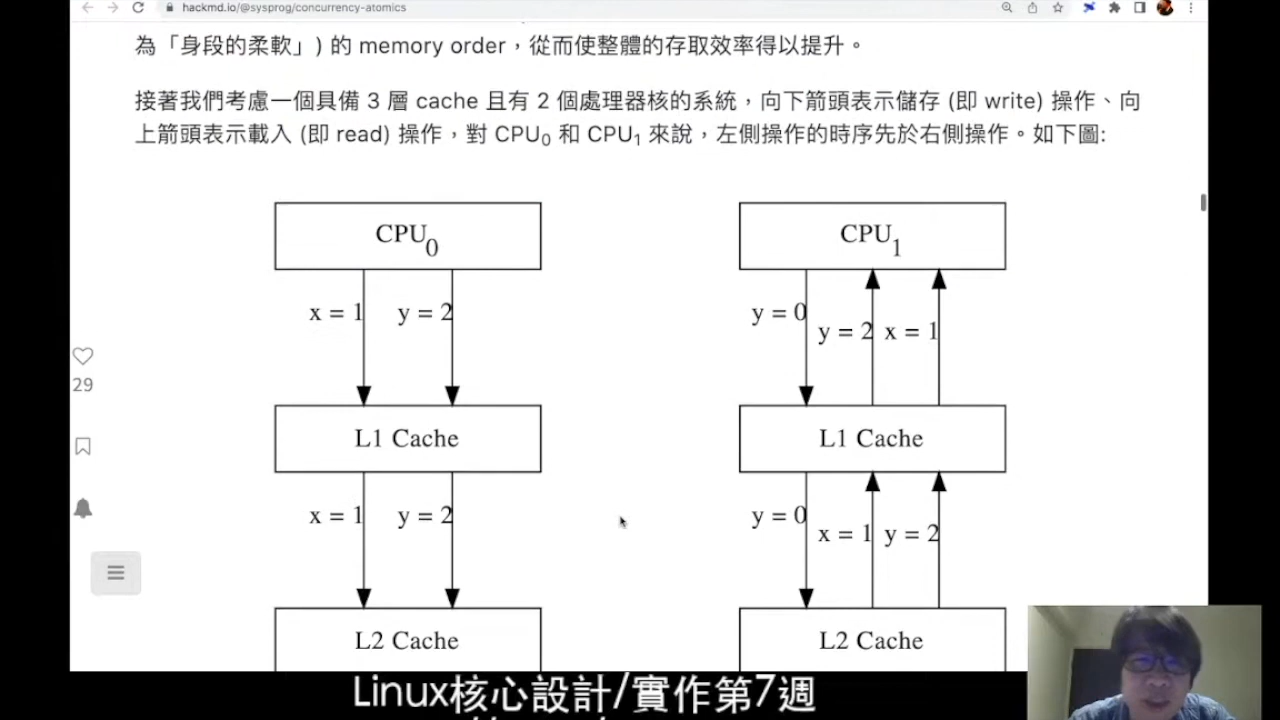 hackmd.io/@sysprog/concurrency-atomics
為「身段的柔軟」) 的 memory order,從而使整體的存取效率得以提升。
接著我們考慮一個具備 3 層 cache 且有 2 個處理器核的系統,向下箭頭表示儲存 (即 write) 操作、向
上箭頭表示載入 (即 read) 操作,對 CPU0 和 CPU1 來說,左側操作的時序先於右側操作。如下圖:
CPU0
CPU1
x = 1
y = 2
y = 0
y = 2
x = 1
29
L1 Cache
L1 Cache
x = 1
y = 2
y = 0
x = 1
y = 2
L2 Cache
L2 Cache
Linux核心設計/實作第7週